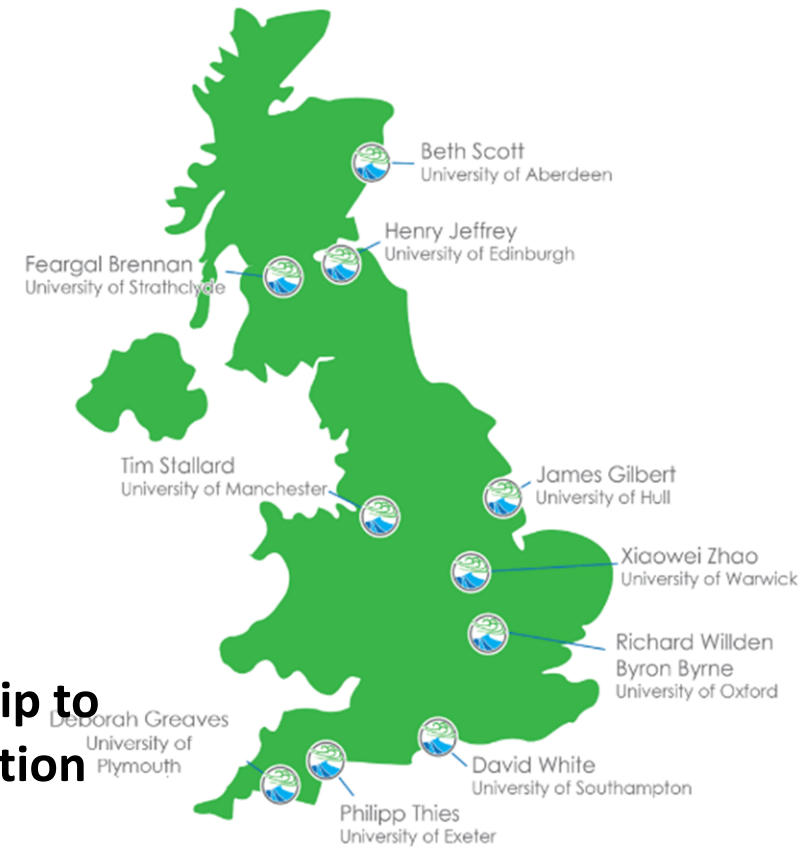 Beth Scott
University of Aberdeen
Henry Jeffrey
University of Edinburgh
Feargal Brennan
University of Strathclyde
Tim Stallard
University of Manchester
James Gilbert
University of Hull
Xiaowei Zhao
University of Warwick
Richard Willden
Byron Byrne
University of Oxford
ip to
tion
Deborah Greaves
University of
Plymouth
David White
University of Southampton
Philipp Thies
University of Exeter